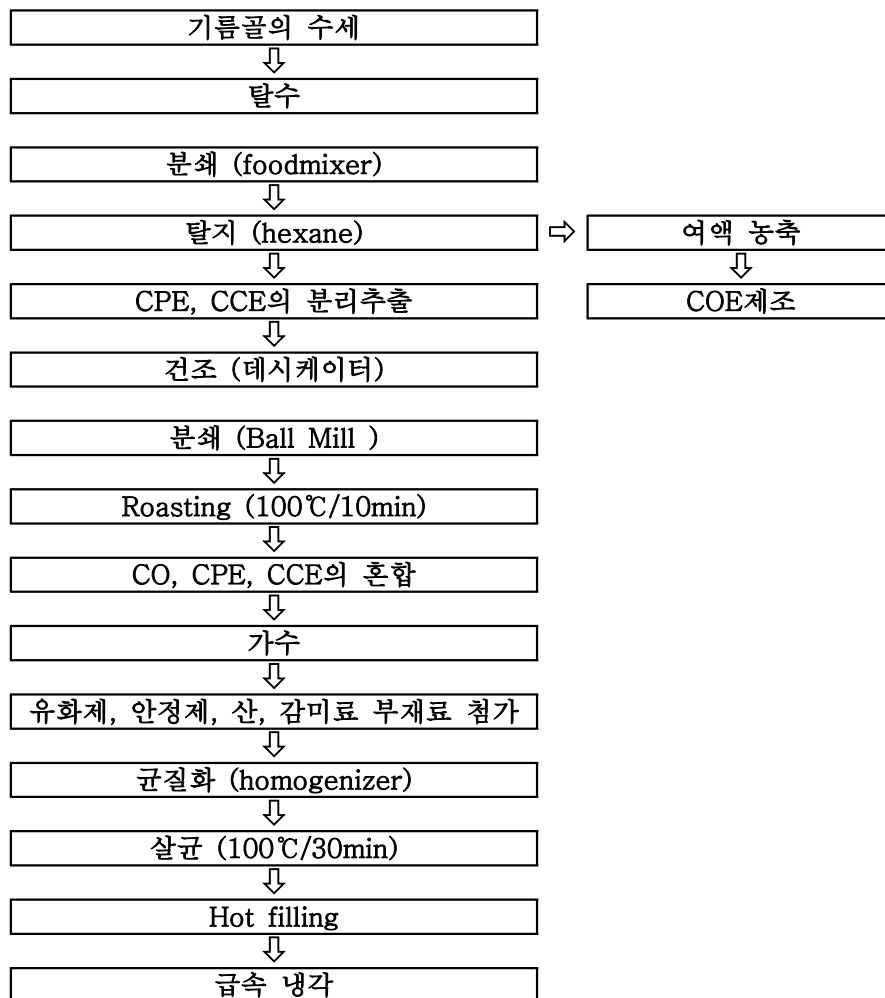 기름골의 수세
⇩
탈수
분쇄 (foodmixer)
⇩
탈지 (hexane) ⇨ 여액 농축
⇩ ⇩
CPE, CCE의 분리추출 COE제조
⇩
건조 (데시케이터)
분쇄 (Ball Mill )
⇩
Roasting (100℃/10min)
⇩
CO, CPE, CCE의 혼합
⇩
가수
⇩
유화제, 안정제, 산, 감미료 부재료 첨가
⇩
균질화 (homogenizer)
⇩
살균 (100℃/30min)
⇩
Hot filling
⇩
급속 냉각